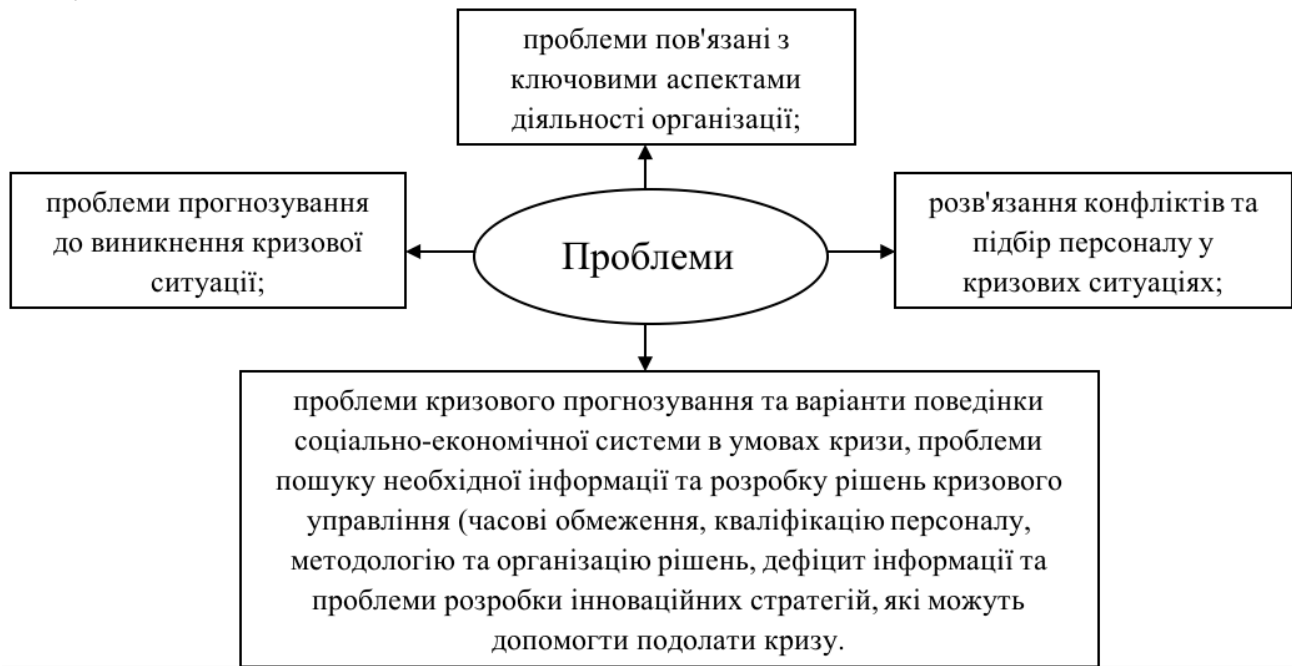 проблеми пов'язані з
ключовими аспектами
діяльності організації;
проблеми прогнозування
до виникнення кризової
ситуації;
Проблеми
розв'язання конфліктів та
підбір персоналу у
кризових ситуаціях;
проблеми кризового прогнозування та варіанти поведінки
соціально-економічної системи в умовах кризи, проблеми
пошуку необхідної інформації та розробку рішень кризового
управління (часові обмеження, кваліфікацію персоналу,
методологію та організацію рішень, дефіцит інформації та
проблеми розробки інноваційних стратегій, які можуть
допомогти подолати кризу.